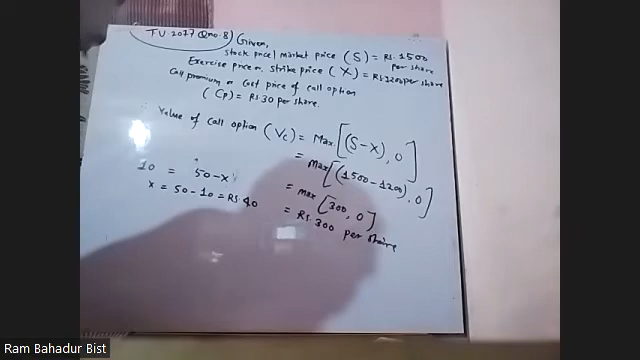 TU.2017 (Qno.8) Given,
stock price/market price (S) = Rs.1500 per share
Exercise price or strike price (X) = Rs.1200 per share
Call premium or Cost price of call option
(Cp) = Rs.30 per share.
Value of call option (Vc) = Max. [(S-X), 0]
= Max [(1500-1200), 0]
= max [300, 0]
= Rs.300 per share
10 = 50-x
x = 50-10 = Rs.40
Ram Bahadur Bist